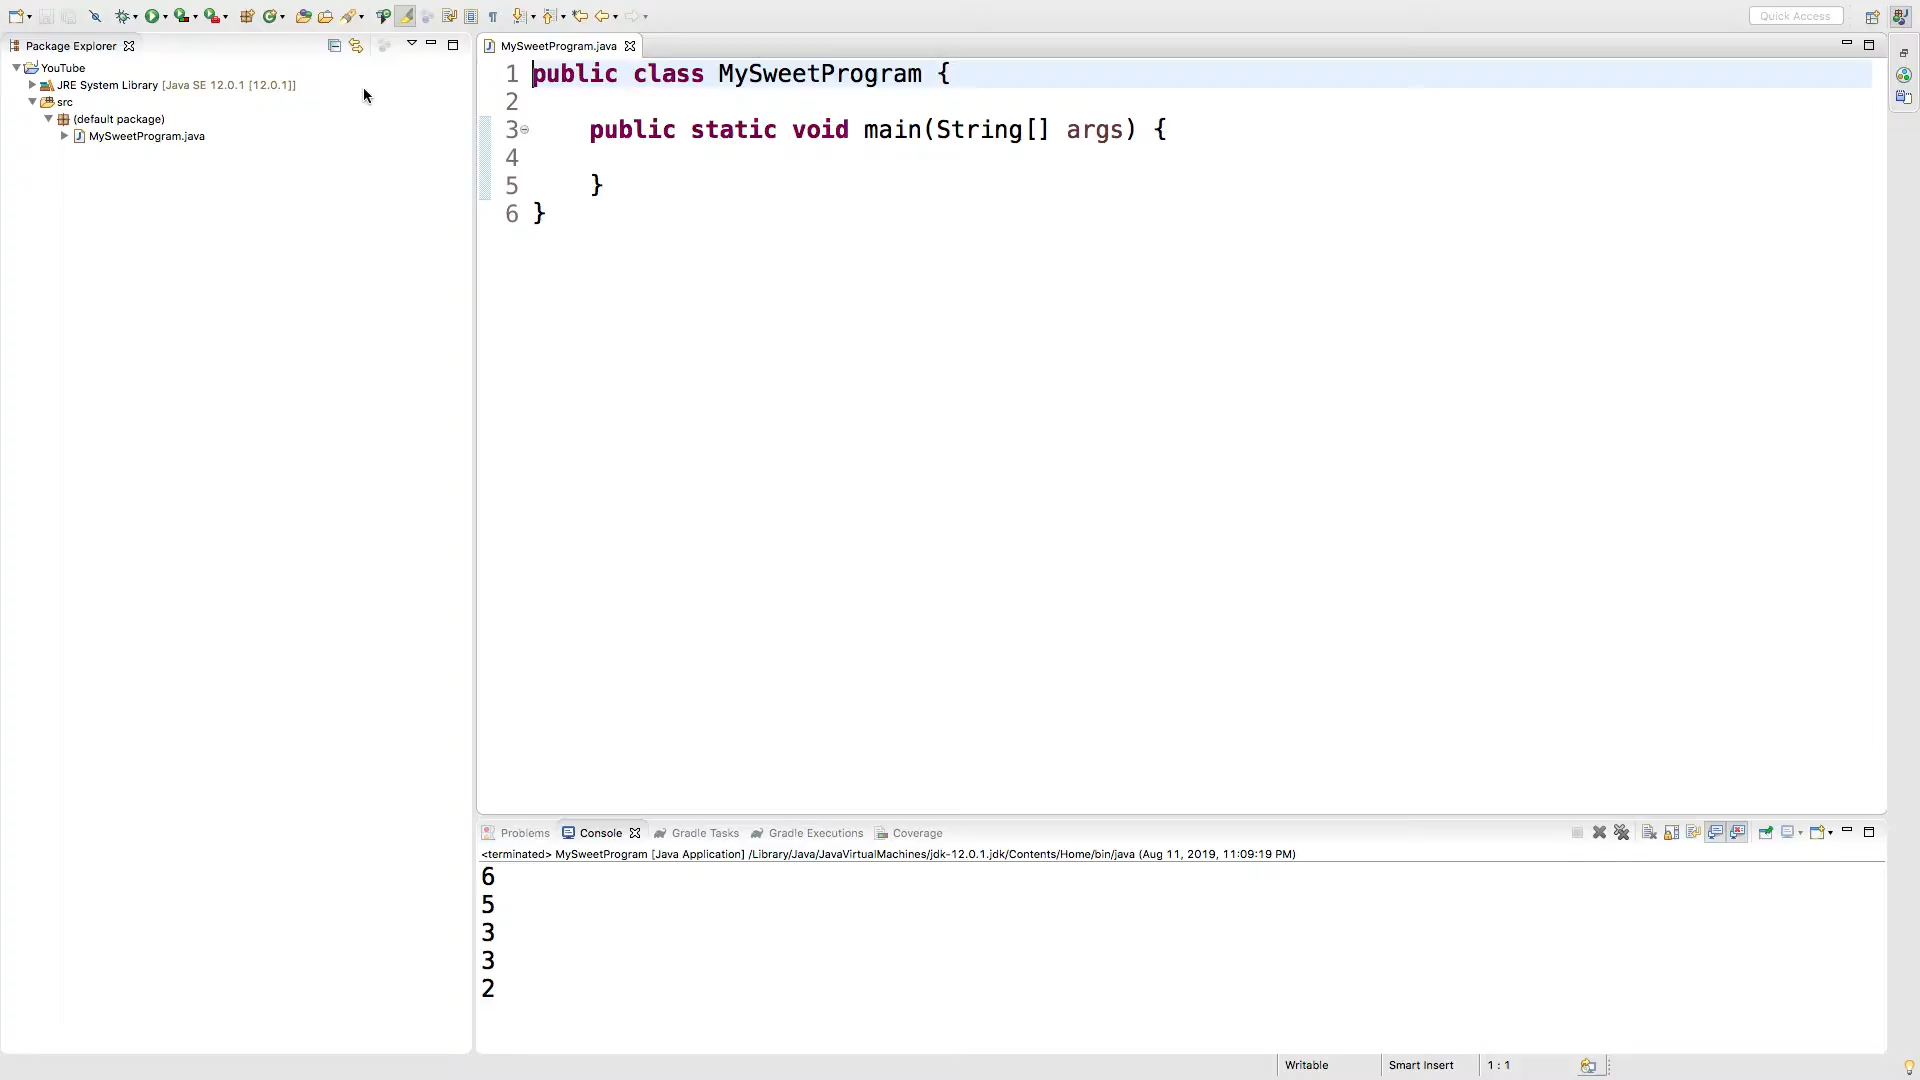 Quick Access
Package Explorer
MySweetProgram.java
YouTube
JRE System Library [Java SE 12.0.1 [12.0.1]]
src
(default package)
MySweetProgram.java
1 public class MySweetProgram {
2
3 public static void main(String[] args) {
4
5 }
6 }
Problems Console Gradle Tasks Gradle Executions Coverage
<terminated> MySweetProgram [Java Application] /Library/Java/JavaVirtualMachines/jdk-12.0.1.jdk/Contents/Home/bin/java (Aug 11, 2019, 11:09:19 PM)
6
5
3
3
2
Writable Smart Insert 1 : 1